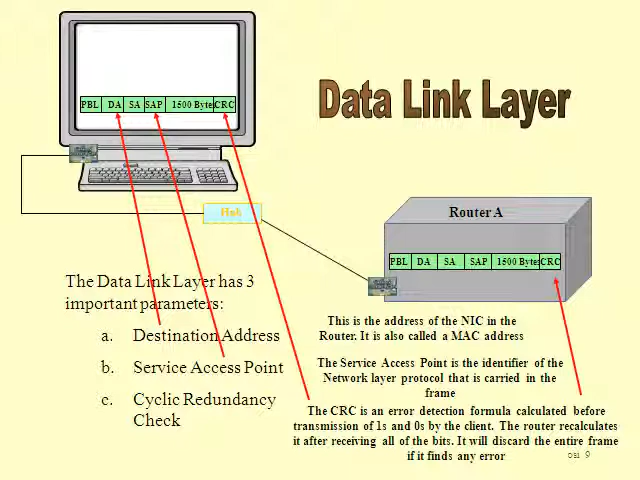 Data Link Layer
PBL DA SA SAP 1500 Bytes CRC
Hub
Router A
PBL DA SA SAP 1500 Bytes CRC
The Data Link Layer has 3
important parameters:
a. Destination Address
b. Service Access Point
c. Cyclic Redundancy
Check
This is the address of the NIC in the
Router. It is also called a MAC address
The Service Access Point is the identifier of the
Network layer protocol that is carried in the
frame
The CRC is an error detection formula calculated before
transmission of 1s and 0s by the client. The router recalculates
it after receiving all of the bits. It will discard the entire frame
if it finds any error
OSI 9